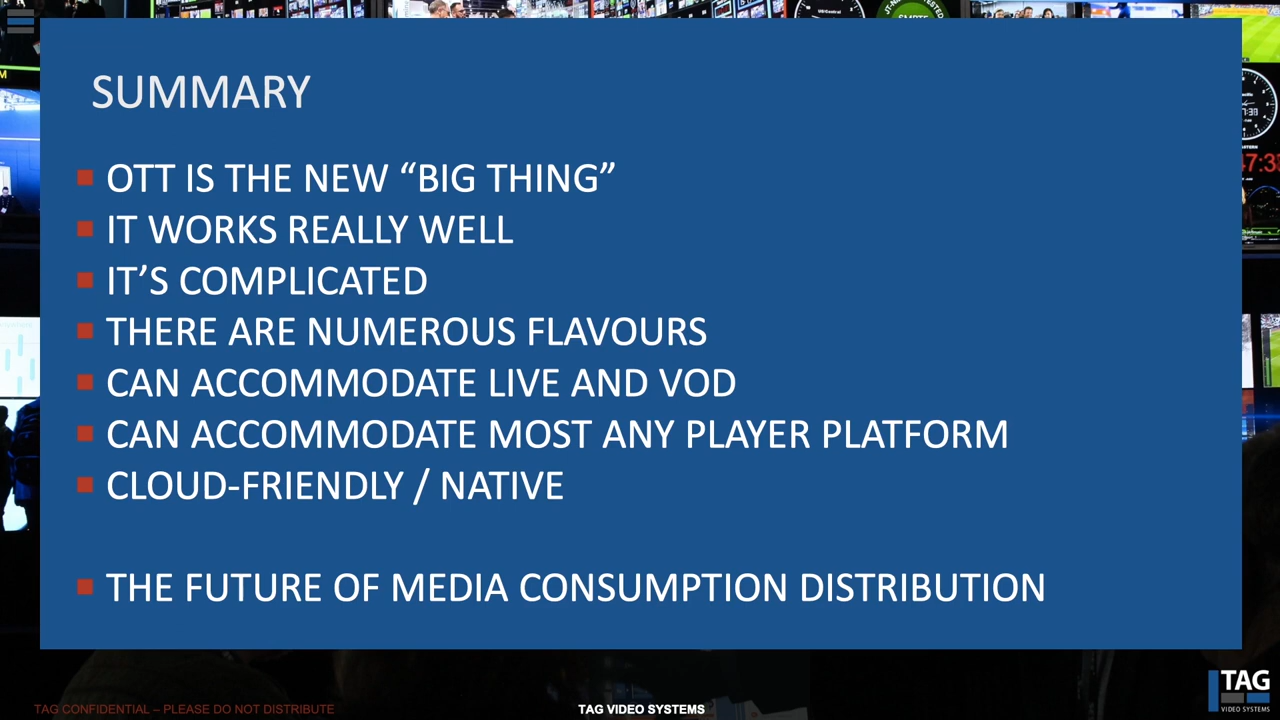 SUMMARY
OTT IS THE NEW “BIG THING”
IT WORKS REALLY WELL
IT’S COMPLICATED
THERE ARE NUMEROUS FLAVOURS
CAN ACCOMMODATE LIVE AND VOD
CAN ACCOMMODATE MOST ANY PLAYER PLATFORM
CLOUD-FRIENDLY / NATIVE
THE FUTURE OF MEDIA CONSUMPTION DISTRIBUTION
TAG CONFIDENTIAL – PLEASE DO NOT DISTRIBUTE
TAG VIDEO SYSTEMS
TAG
VIDEO SYSTEMS